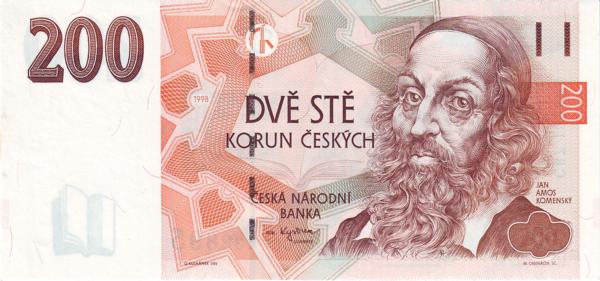 200
1998
DVĚ STĚ
KORUN ČESKÝCH
ČESKÁ NÁRODNÍ
BANKA
200
JAN
AMOS
KOMENSKÝ